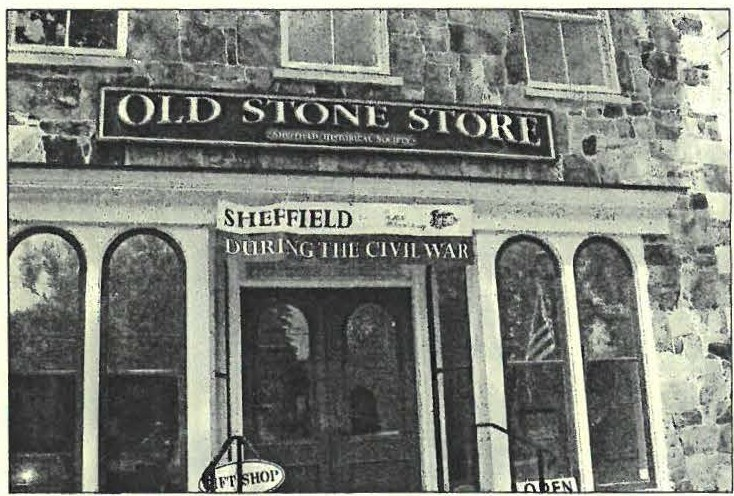 OLD STONE STORE
SHEFFIELD HISTORICAL SOCIETY
SHEFFIELD
DURING THE CIVIL WAR
GIFT SHOP
OPEN